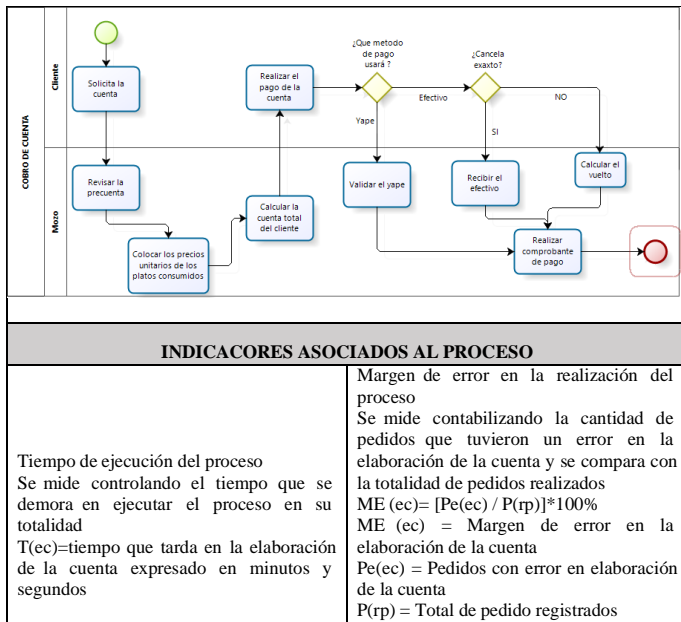 COBRO DE CUENTA
Cliente
Solicita la
cuenta
Realizar el
pago de la
cuenta
¿Que metodo
de pago
usará ?
Efectivo
Yape
¿Cancela
exaxto?
NO
SI
Mozo
Revisar la
precuenta
Colocar los precios
unitarios de los
platos consumidos
Calcular la
cuenta total
del cliente
Validar el yape
Recibir el
efectivo
Calcular el
vuelto
Realizar
comprobante
de pago
INDICACORES ASOCIADOS AL PROCESO
Tiempo de ejecución del proceso
Se mide controlando el tiempo que se
demora en ejecutar el proceso en su
totalidad
T(ec)=tiempo que tarda en la elaboración
de la cuenta expresado en minutos y
segundos
Margen de error en la realización del
proceso
Se mide contabilizando la cantidad de
pedidos que tuvieron un error en la
elaboración de la cuenta y se compara con
la totalidad de pedidos realizados
ME (ec)= [Pe(ec) / P(rp)]*100%
ME (ec) = Margen de error en la
elaboración de la cuenta
Pe(ec) = Pedidos con error en elaboración
de la cuenta
P(rp) = Total de pedido registrados